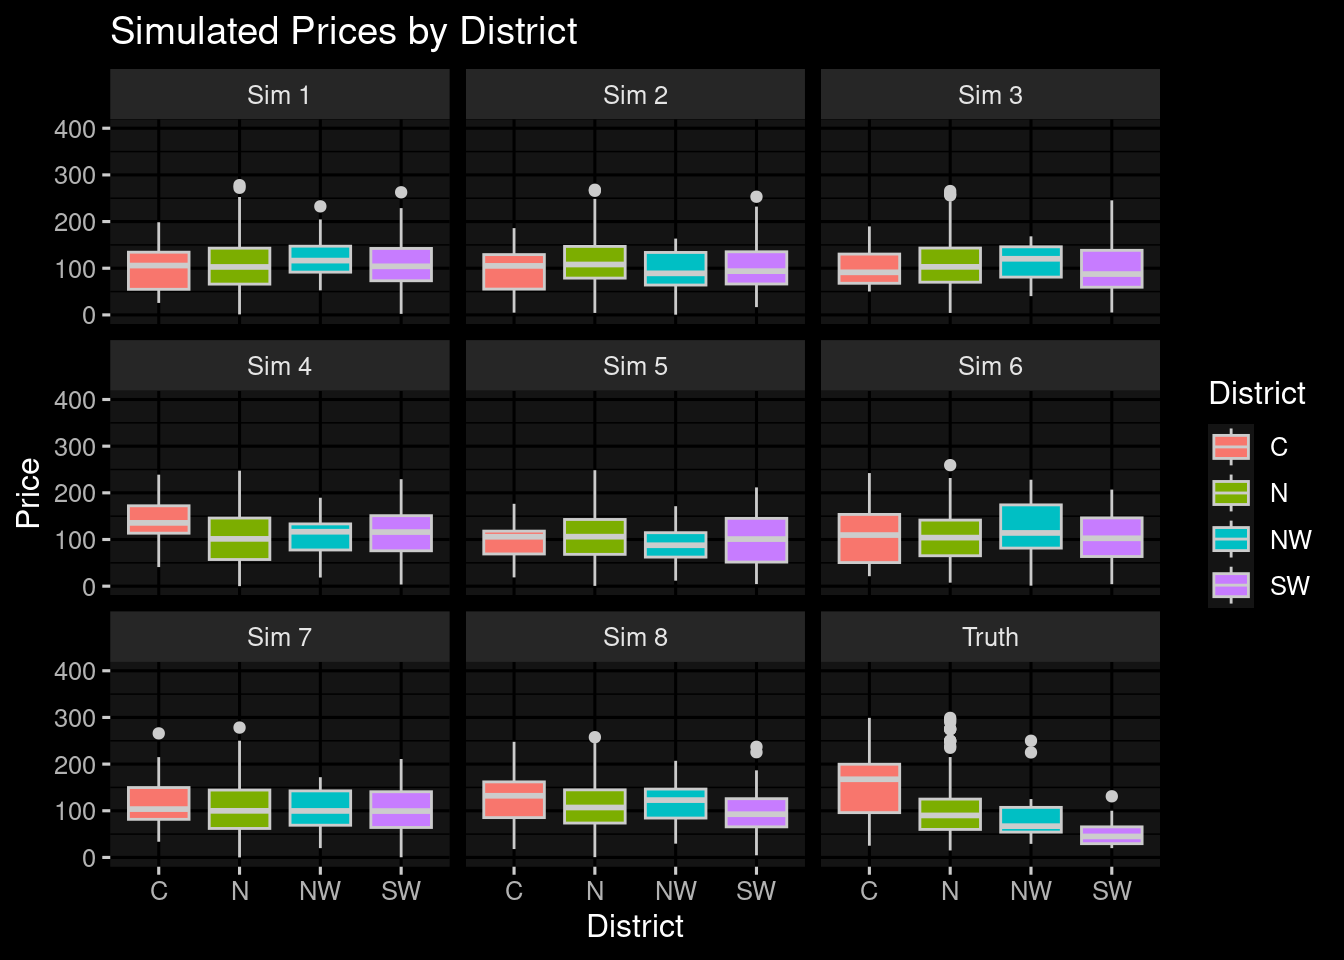 Simulated Prices by District
Sim 1 Sim 2 Sim 3
400
300
200
100
0
Sim 4 Sim 5 Sim 6
400
300
200
100
0
Sim 7 Sim 8 Truth
400
300
200
100
0
C N NW SW C N NW SW C N NW SW
District
Price
District
C
N
NW
SW